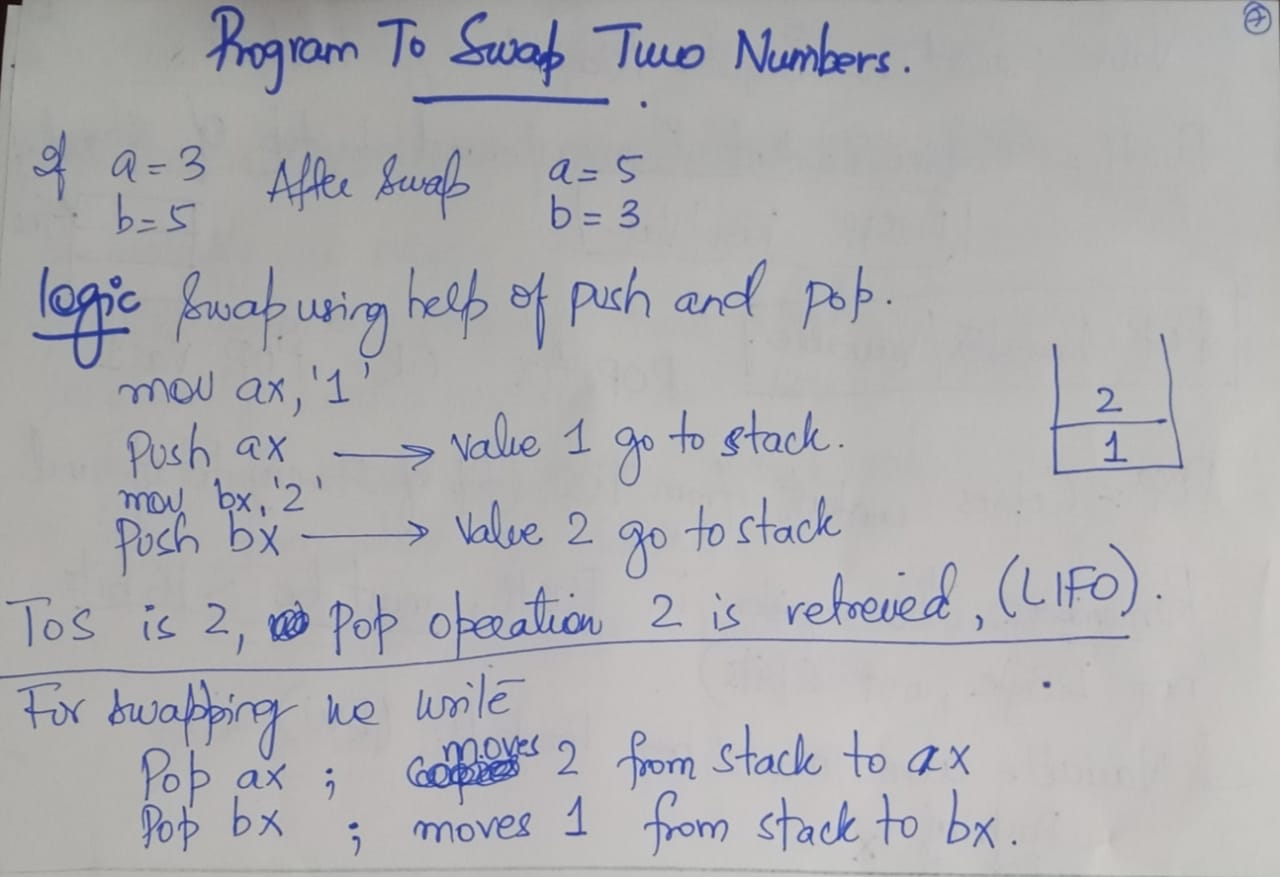 7
Program To Swap Two Numbers.
If a = 3 After Swap a = 5
b = 5 b = 3
logic Swap using help of push and pop.
mov ax, '1'
Push ax → value 1 go to stack.
mov bx, '2'
Push bx → Value 2 go to stack
2
1
TOS is 2, Pop operation 2 is retreied, (LIFO).
For swapping we write
Pop ax ; moves 2 from stack to ax
Pop bx ; moves 1 from stack to bx.